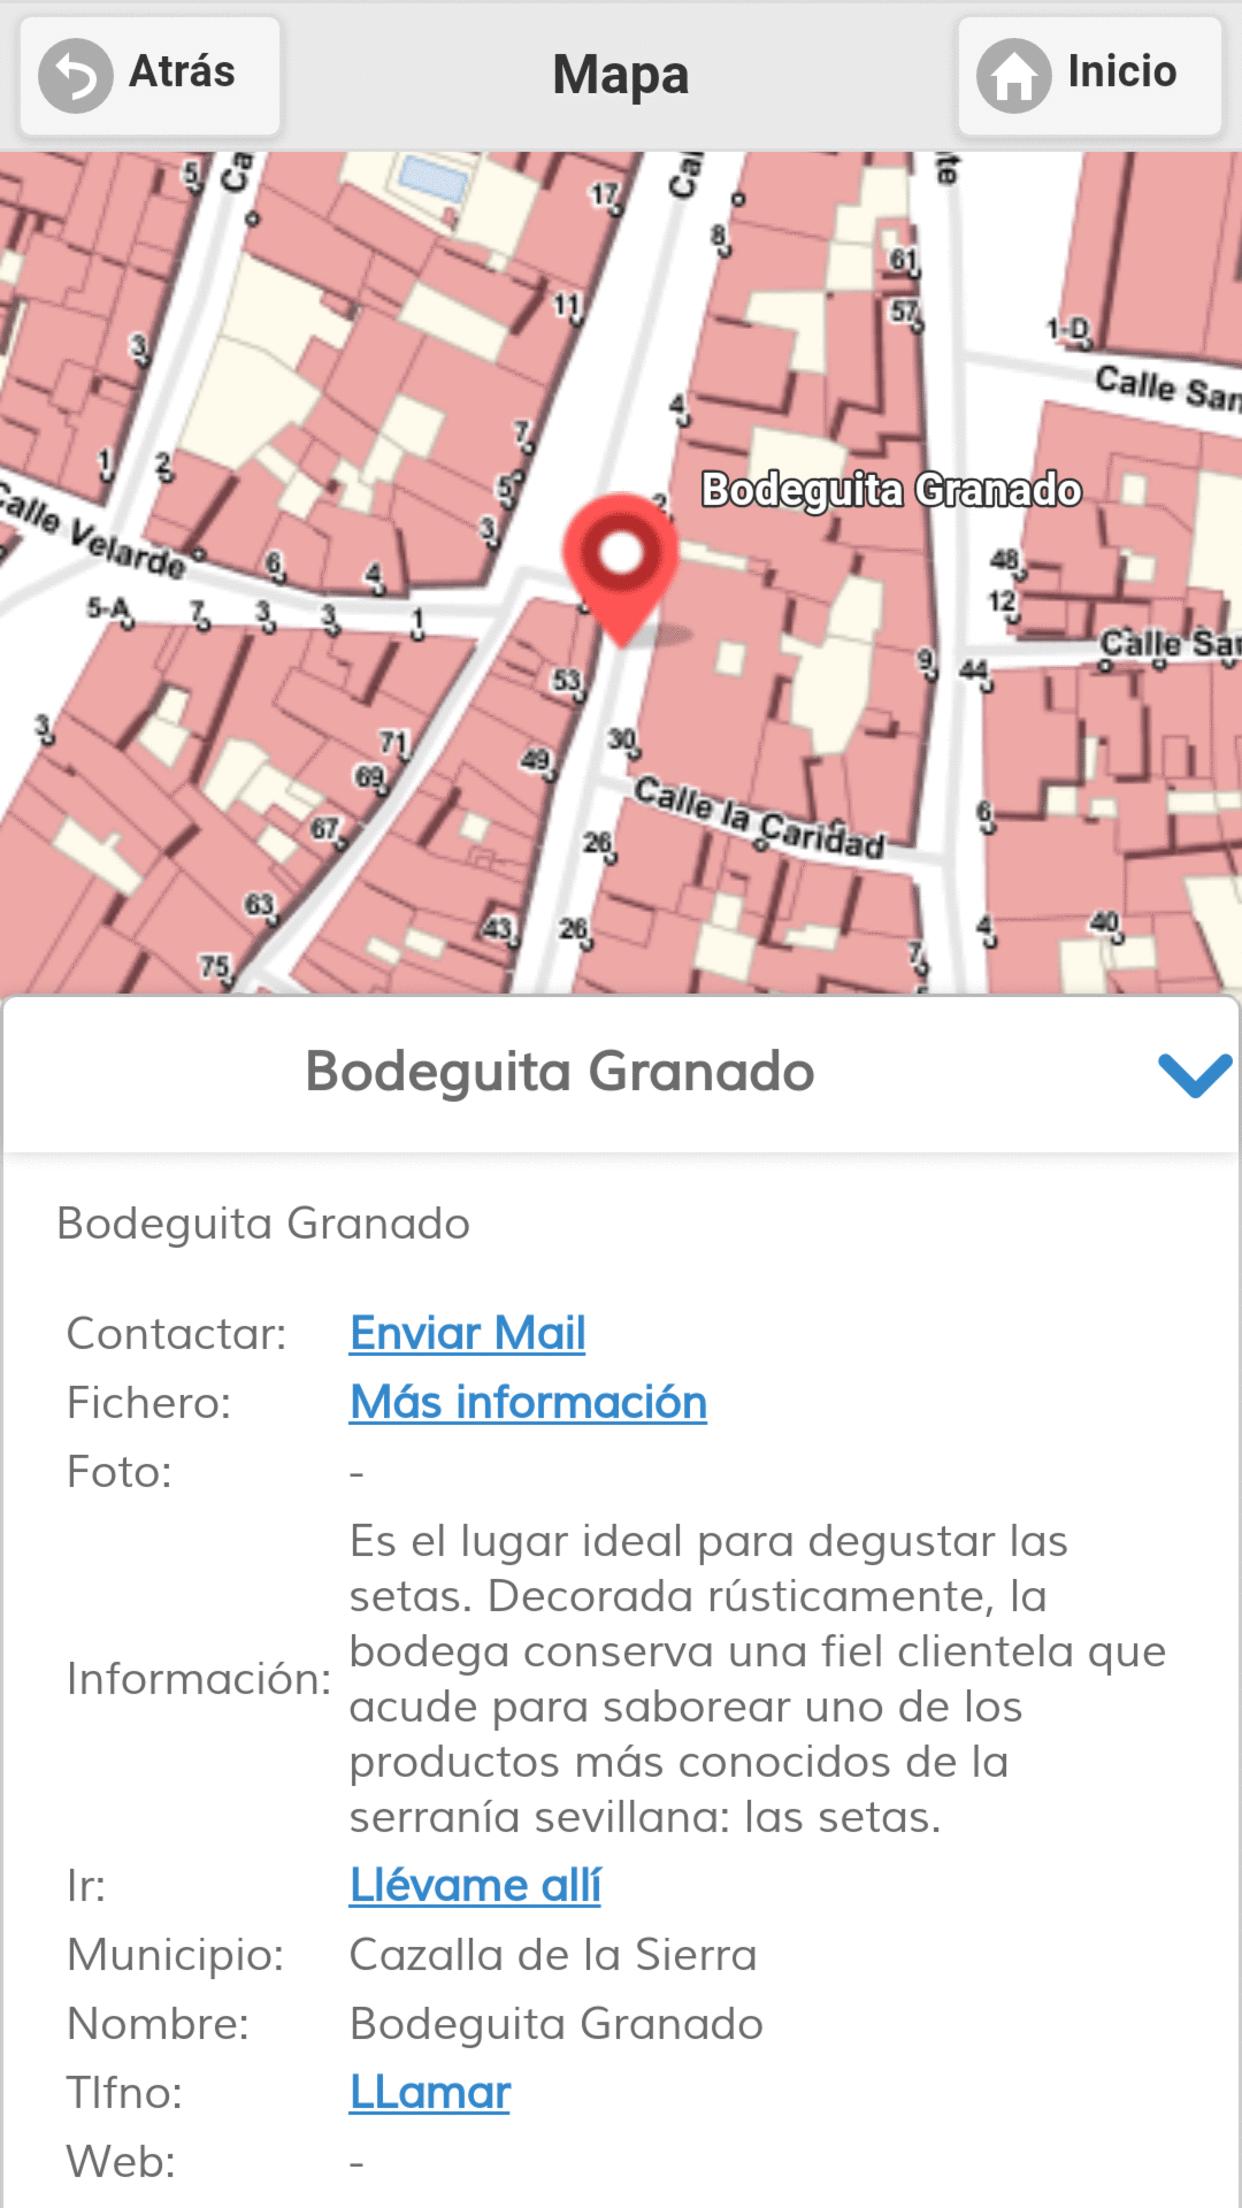 Atrás
Mapa
Inicio
5
Ca
17
Cal
te
8
61
11
57
1-D
3
Calle San
4
7
1
2
5
Bodeguita Granado
2
3
Calle Velarde
6
4
48
5-A
7
3
3
1
12
Calle Sa
53
9
44
3
71
30
49
69
Calle la Caridad
6
67
26
63
43
26
4
40
7
75
Bodeguita Granado
Bodeguita Granado
Contactar: Enviar Mail
Fichero: Más información
Foto: -
Información: Es el lugar ideal para degustar las
setas. Decorada rústicamente, la
bodega conserva una fiel clientela que
acude para saborear uno de los
productos más conocidos de la
serranía sevillana: las setas.
Ir: Llévame allí
Municipio: Cazalla de la Sierra
Nombre: Bodeguita Granado
Tlfno: LLamar
Web: -